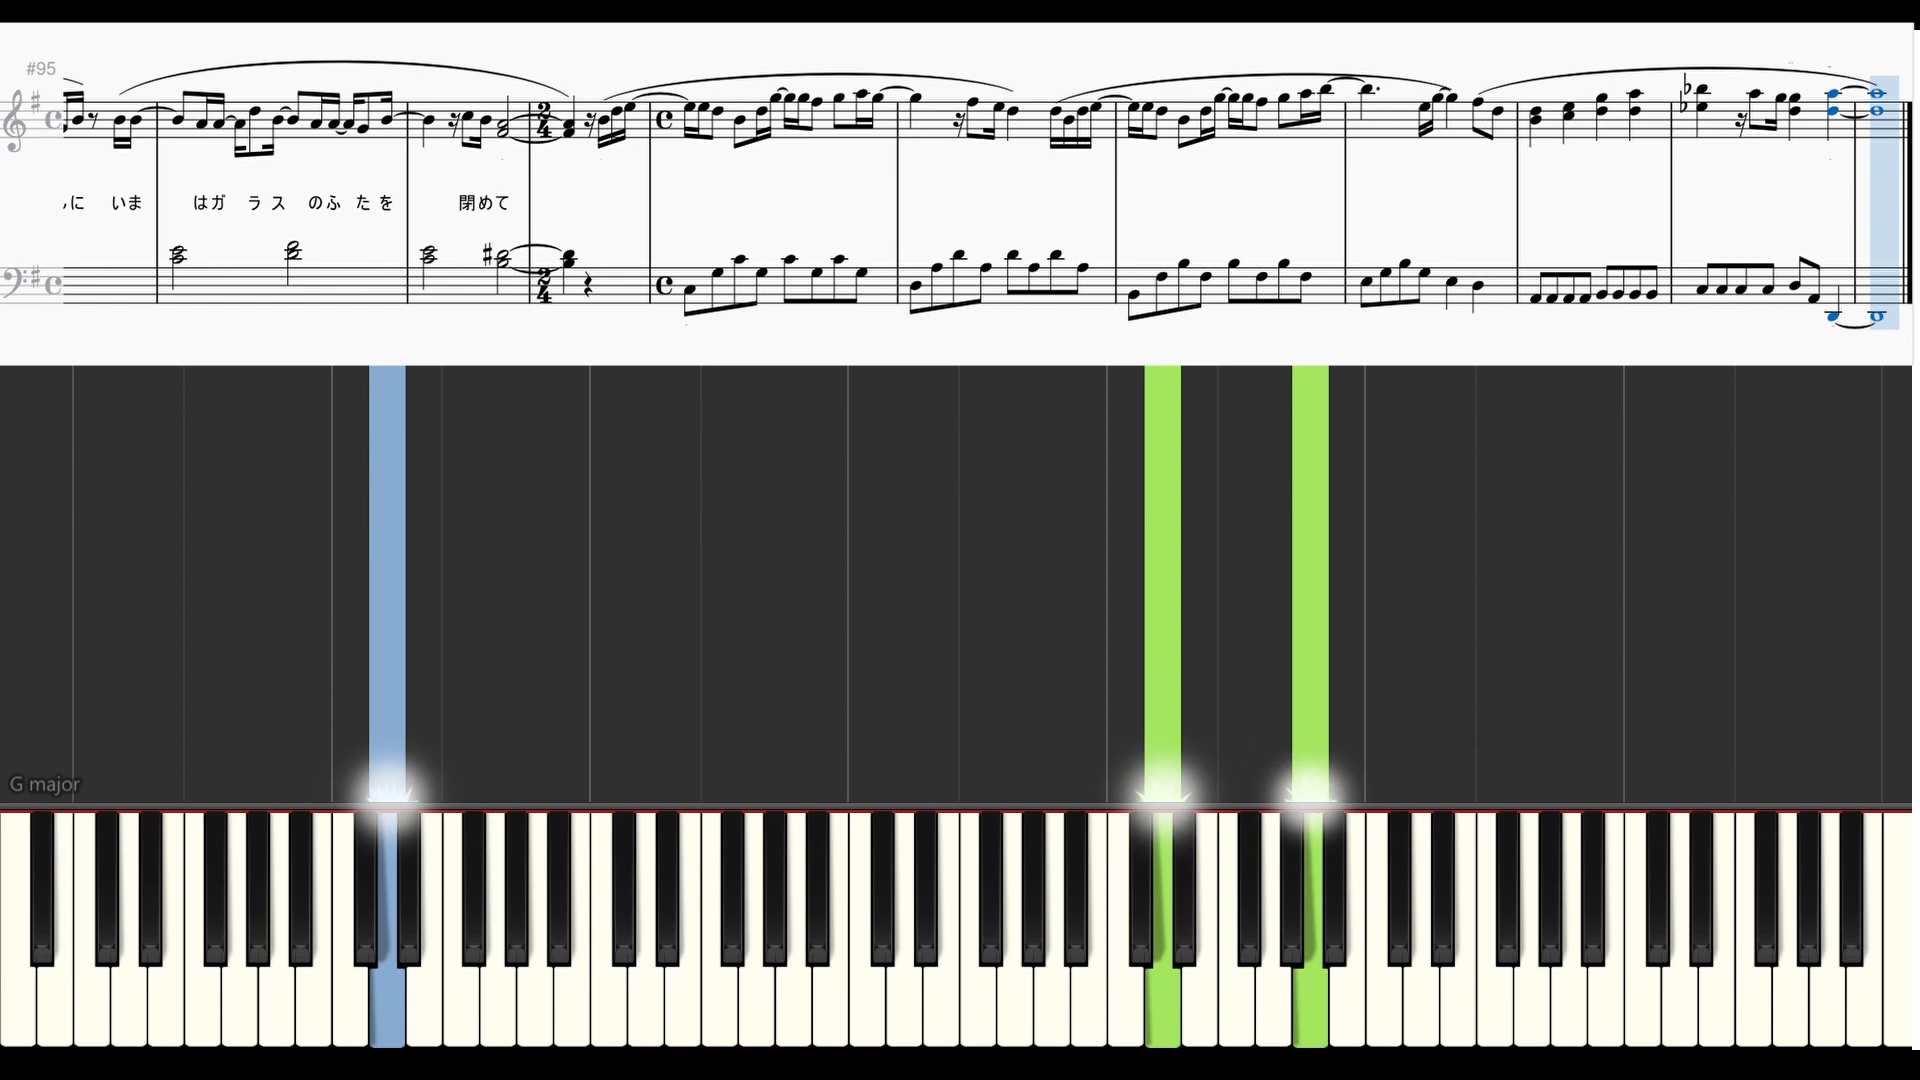 #95
に いま はガ ラ ス のふ た を 閉めて
G major